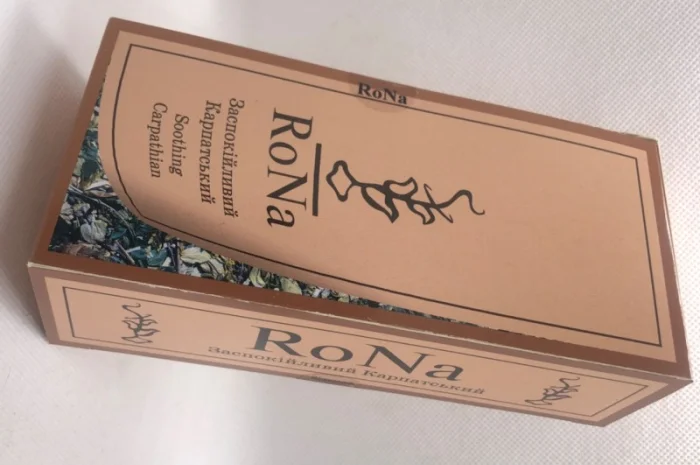 RoNa
RoNa
Заспокійливий
Карпатський
Soothing
Carpathian
RoNa
Заспокійливий Карпатський